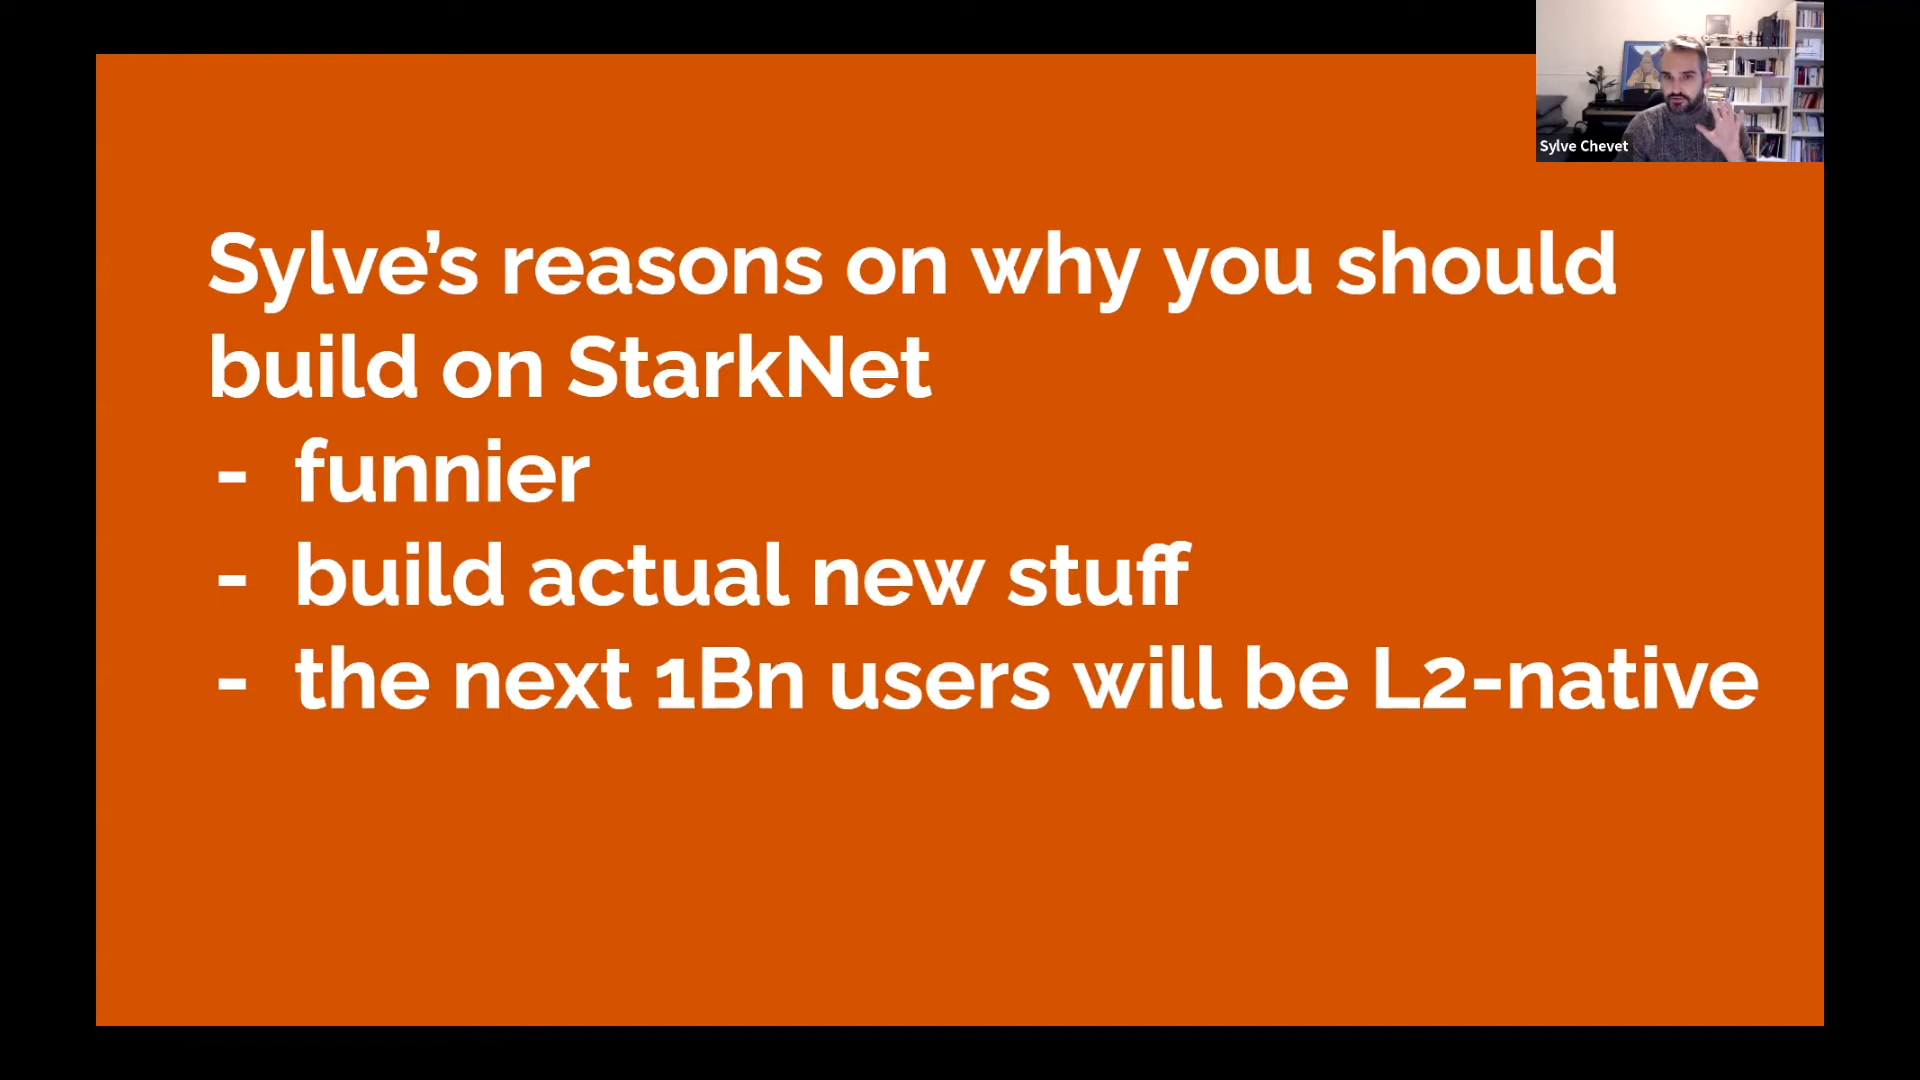 Sylve Chevet
Sylve’s reasons on why you should
build on StarkNet
- funnier
- build actual new stuff
- the next 1Bn users will be L2-native